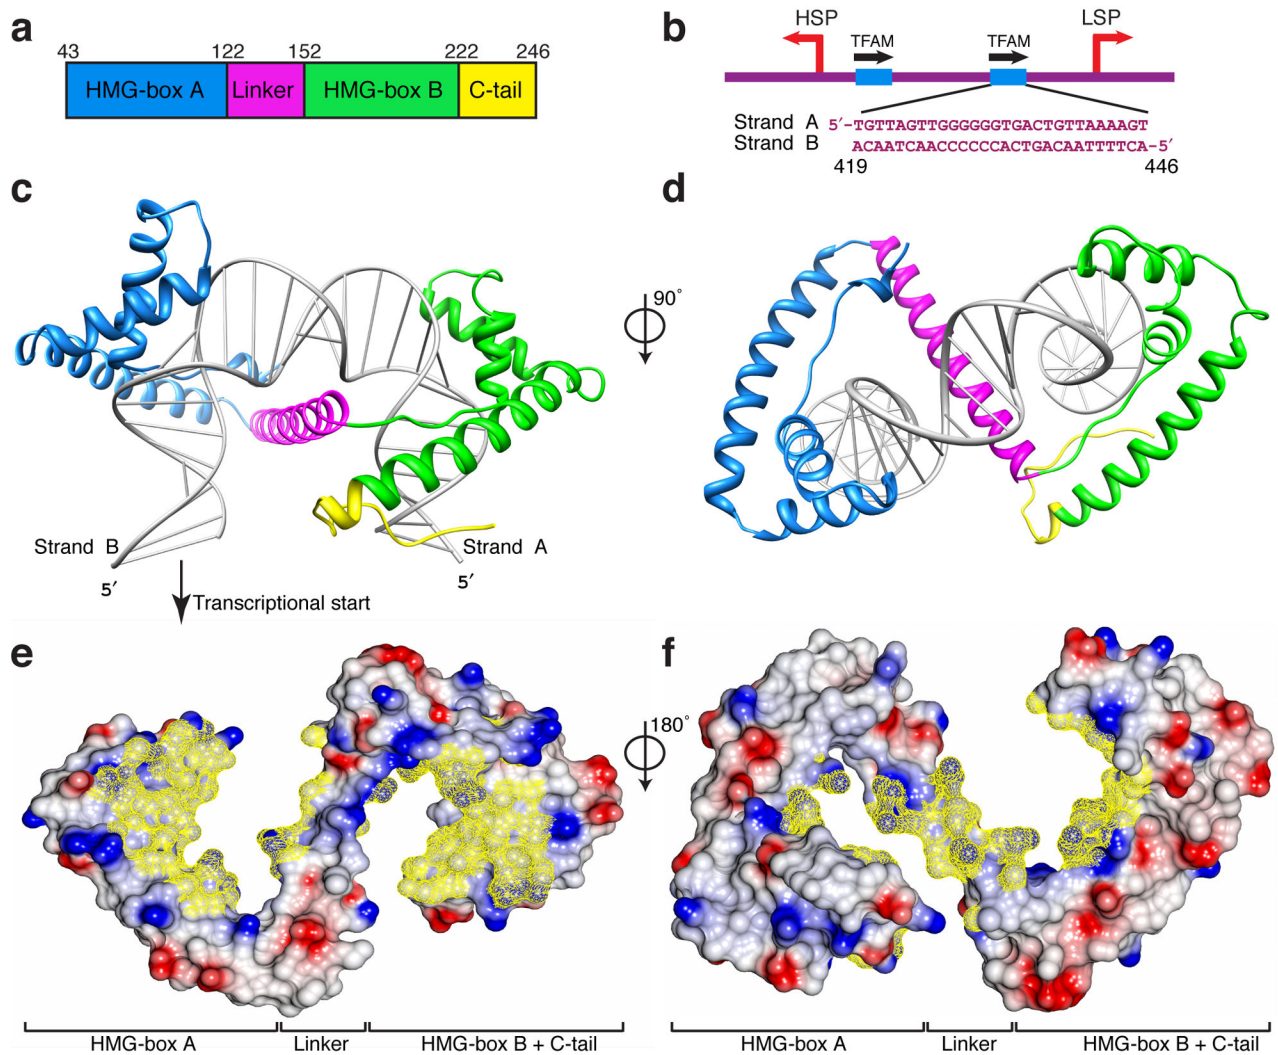 a
43 122 152 222 246
HMG-box A Linker HMG-box B C-tail
b
HSP LSP
TFAM TFAM
Strand A 5′-TGTTAGTTGGGGGGTGACTGTTAAAAGT
Strand B ACAATCAACCCCCCACTGACAATTTTCA-5′
419 446
c
Strand B
5′
Strand A
5′
Transcriptional start
90°
d
e
HMG-box A Linker HMG-box B + C-tail
180°
f
HMG-box A Linker HMG-box B + C-tail